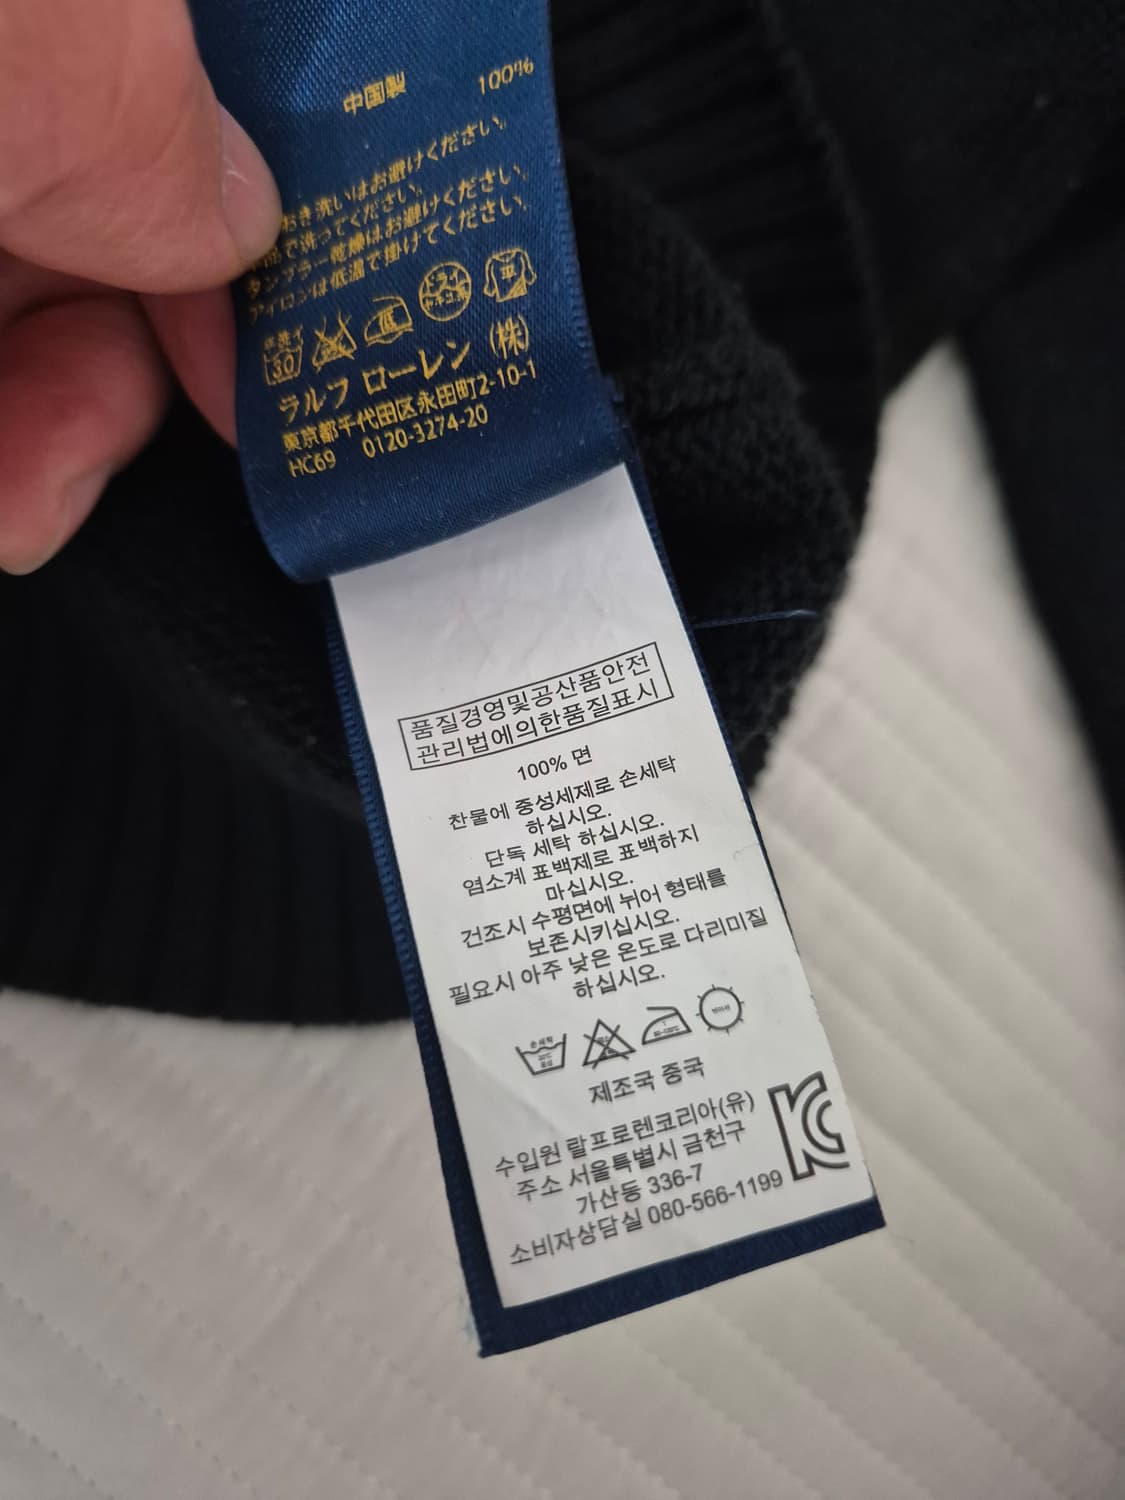 中国製 100%
おき洗いはお避けください。
で洗ってください。
タンブラー乾燥はお避けください。
アイロンは低温で掛けてください。
30 低 ドライ 平
ラルフ ローレン (株)
東京都千代田区永田町2-10-1
HC69 0120-3274-20
품질경영및공산품안전
관리법에의한품질표시
100% 면
찬물에 중성세제로 손세탁
하십시오.
단독 세탁 하십시오.
염소계 표백제로 표백하지
마십시오.
건조시 수평면에 뉘어 형태를
보존시키십시오.
필요시 아주 낮은 온도로 다리미질
하십시오.
손세탁
제조국 중국
수입원 랄프로렌코리아(유)
주소 서울특별시 금천구
가산등 336-7
소비자상담실 080-566-1199